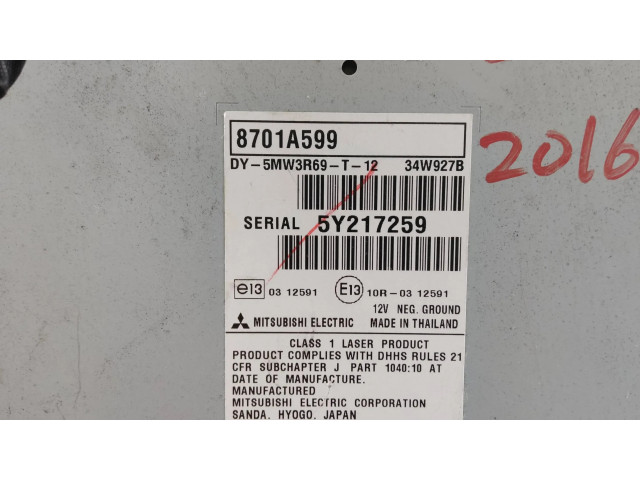 8701A599
DY-5MW3R69-T-12 34W927B
SERIAL 5Y217259
e13 03 12591 E13 10R-03 12591
12V NEG. GROUND
MITSUBISHI ELECTRIC MADE IN THAILAND
CLASS 1 LASER PRODUCT
PRODUCT COMPLIES WITH DHHS RULES 21
CFR SUBCHAPTER J PART 1040:10 AT
DATE OF MANUFACTURE.
MANUFACTURED
MITSUBISHI ELECTRIC CORPORATION
SANDA, HYOGO, JAPAN
2016